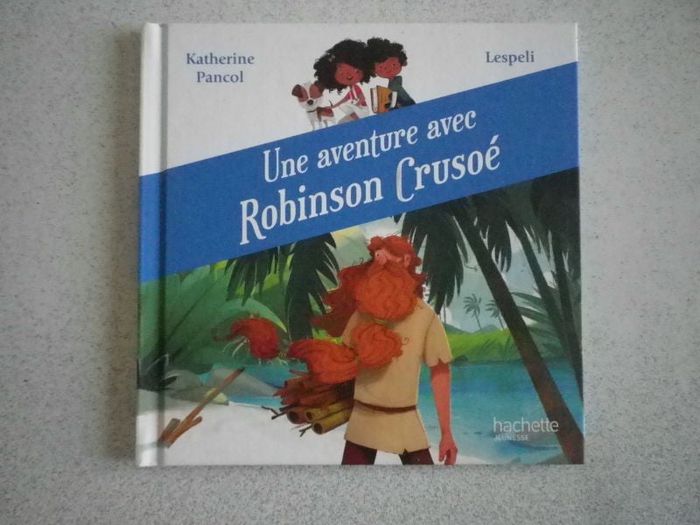 Katherine
Pancol
Lespeli
Une aventure avec
Robinson Crusoé
hachette
JEUNESSE